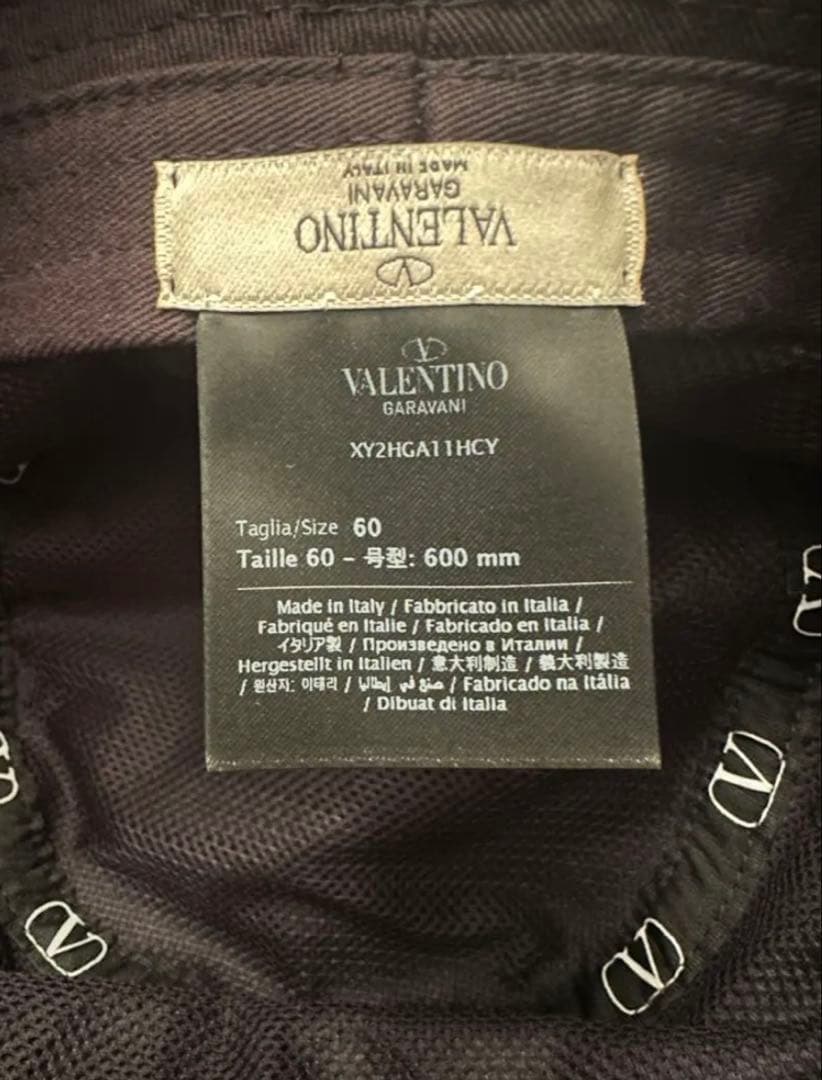 MADE IN ITALY
GARAVANI
VALENTINO
V
V
VALENTINO
GARAVANI
XY2HGA11HCY
Taglia/Size 60
Taille 60 – 号型: 600 mm
Made in Italy / Fabbricato in Italia /
Fabriqué en Italie / Fabricado en Italia /
イタリア製 / Произведено в Италии /
Hergestellt in Italien / 意大利制造 / 義大利製造
/ 원산지: 이태리 / صنع في إيطاليا / Fabricado na Itália
/ Dibuat di Italia
V
V
V
V